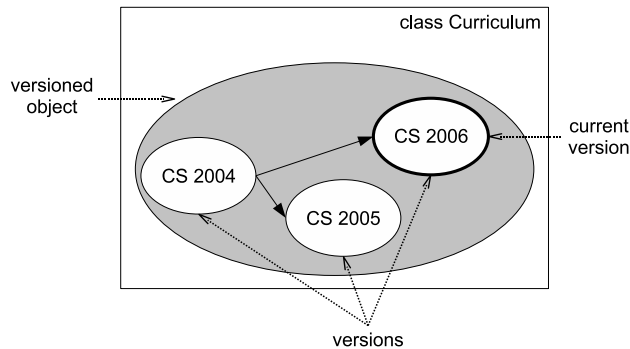 class Curriculum
versioned
object
CS 2006
current
version
CS 2004
CS 2005
versions